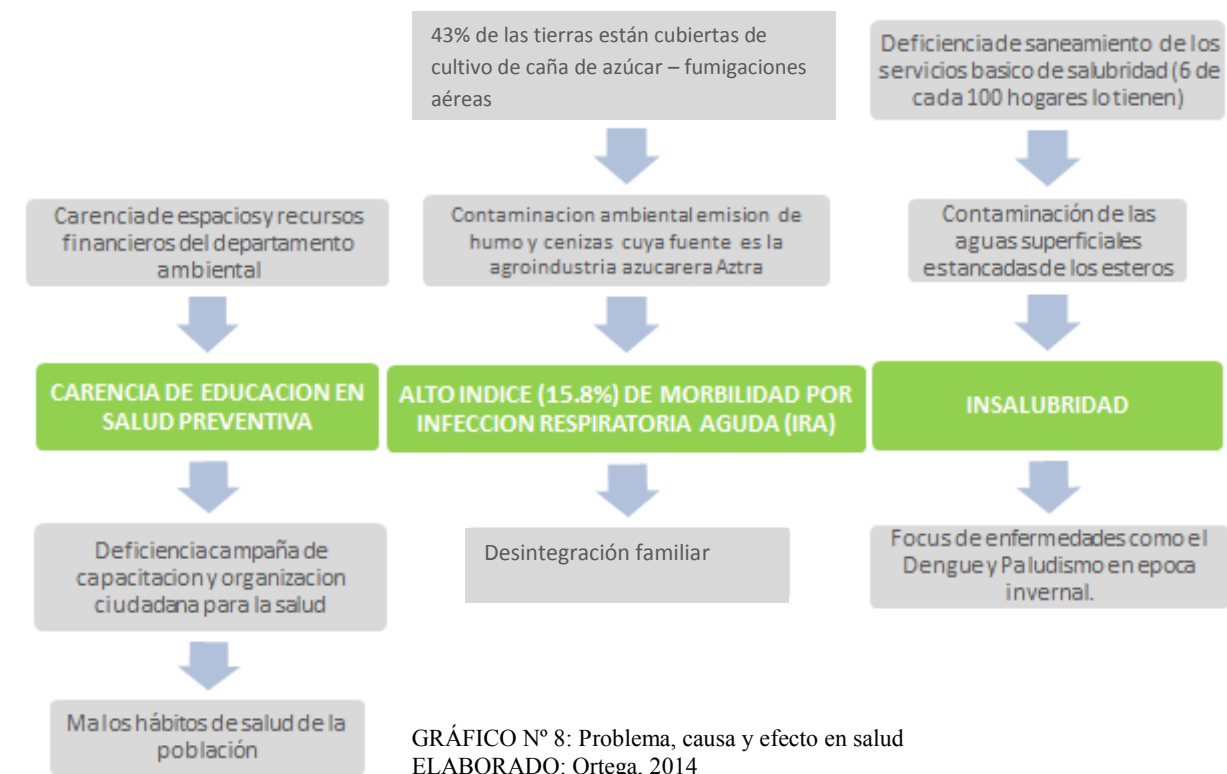 43% de las tierras están cubiertas de
cultivo de caña de azúcar – fumigaciones
aéreas
Deficiencia de saneamiento de los
servicios basico de salubridad (6 de
cada 100 hogares lo tienen)
Carencia de espacios y recursos
financieros del departamento
ambiental
Contaminacion ambiental emision de
humo y cenizas cuya fuente es la
agroindustria azucarera Aztra
Contaminación de las
aguas superficiales
estancadas de los esteros
CARENCIA DE EDUCACION EN
SALUD PREVENTIVA
ALTO INDICE (15.8%) DE MORBILIDAD POR
INFECCION RESPIRATORIA AGUDA (IRA)
INSALUBRIDAD
Deficiencia campaña de
capacitacion y organizacion
ciudadana para la salud
Desintegración familiar
Focus de enfermedades como el
Dengue y Paludismo en epoca
invernal.
Malos hábitos de salud de la
población
GRÁFICO Nº 8: Problema, causa y efecto en salud
ELABORADO: Ortega, 2014